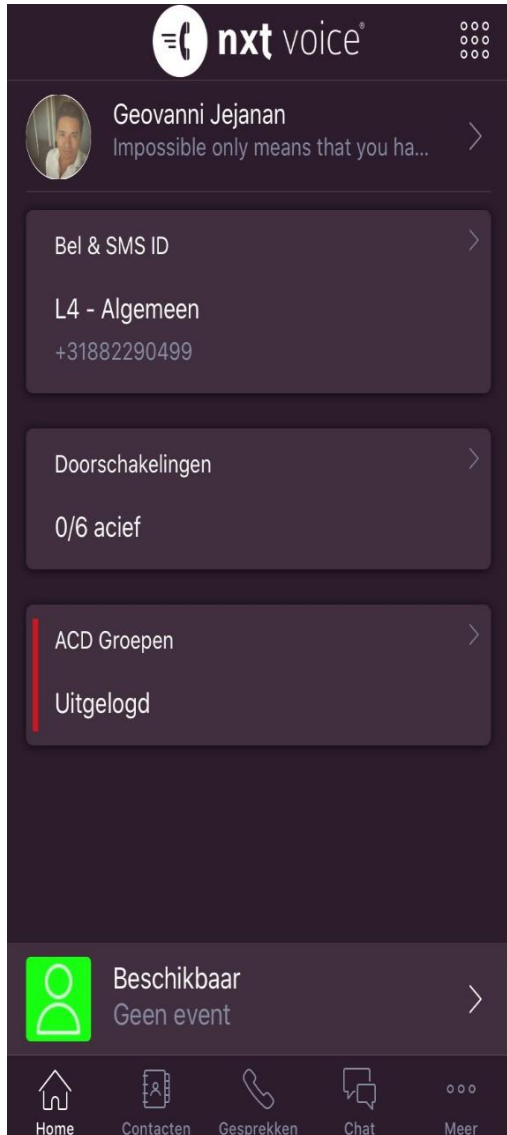 nxt voice®
Geovanni Jejanan
Impossible only means that you ha...
Bel & SMS ID
L4 - Algemeen
+31882290499
Doorschakelingen
0/6 acief
ACD Groepen
Uitgelogd
Beschikbaar
Geen event
Home Contacten Gesprekken Chat Meer